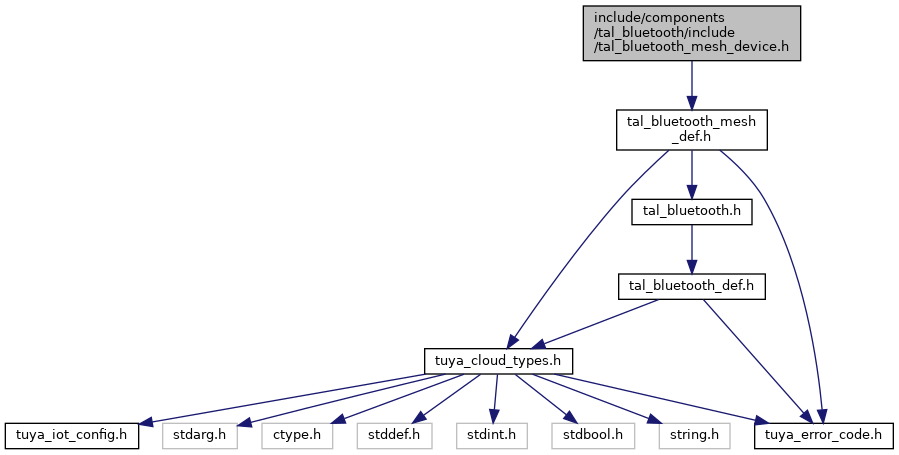 include/components
/tal_bluetooth/include
/tal_bluetooth_mesh_device.h
tal_bluetooth_mesh
_def.h
tal_bluetooth.h
tal_bluetooth_def.h
tuya_cloud_types.h
tuya_iot_config.h
stdarg.h
ctype.h
stddef.h
stdint.h
stdbool.h
string.h
tuya_error_code.h